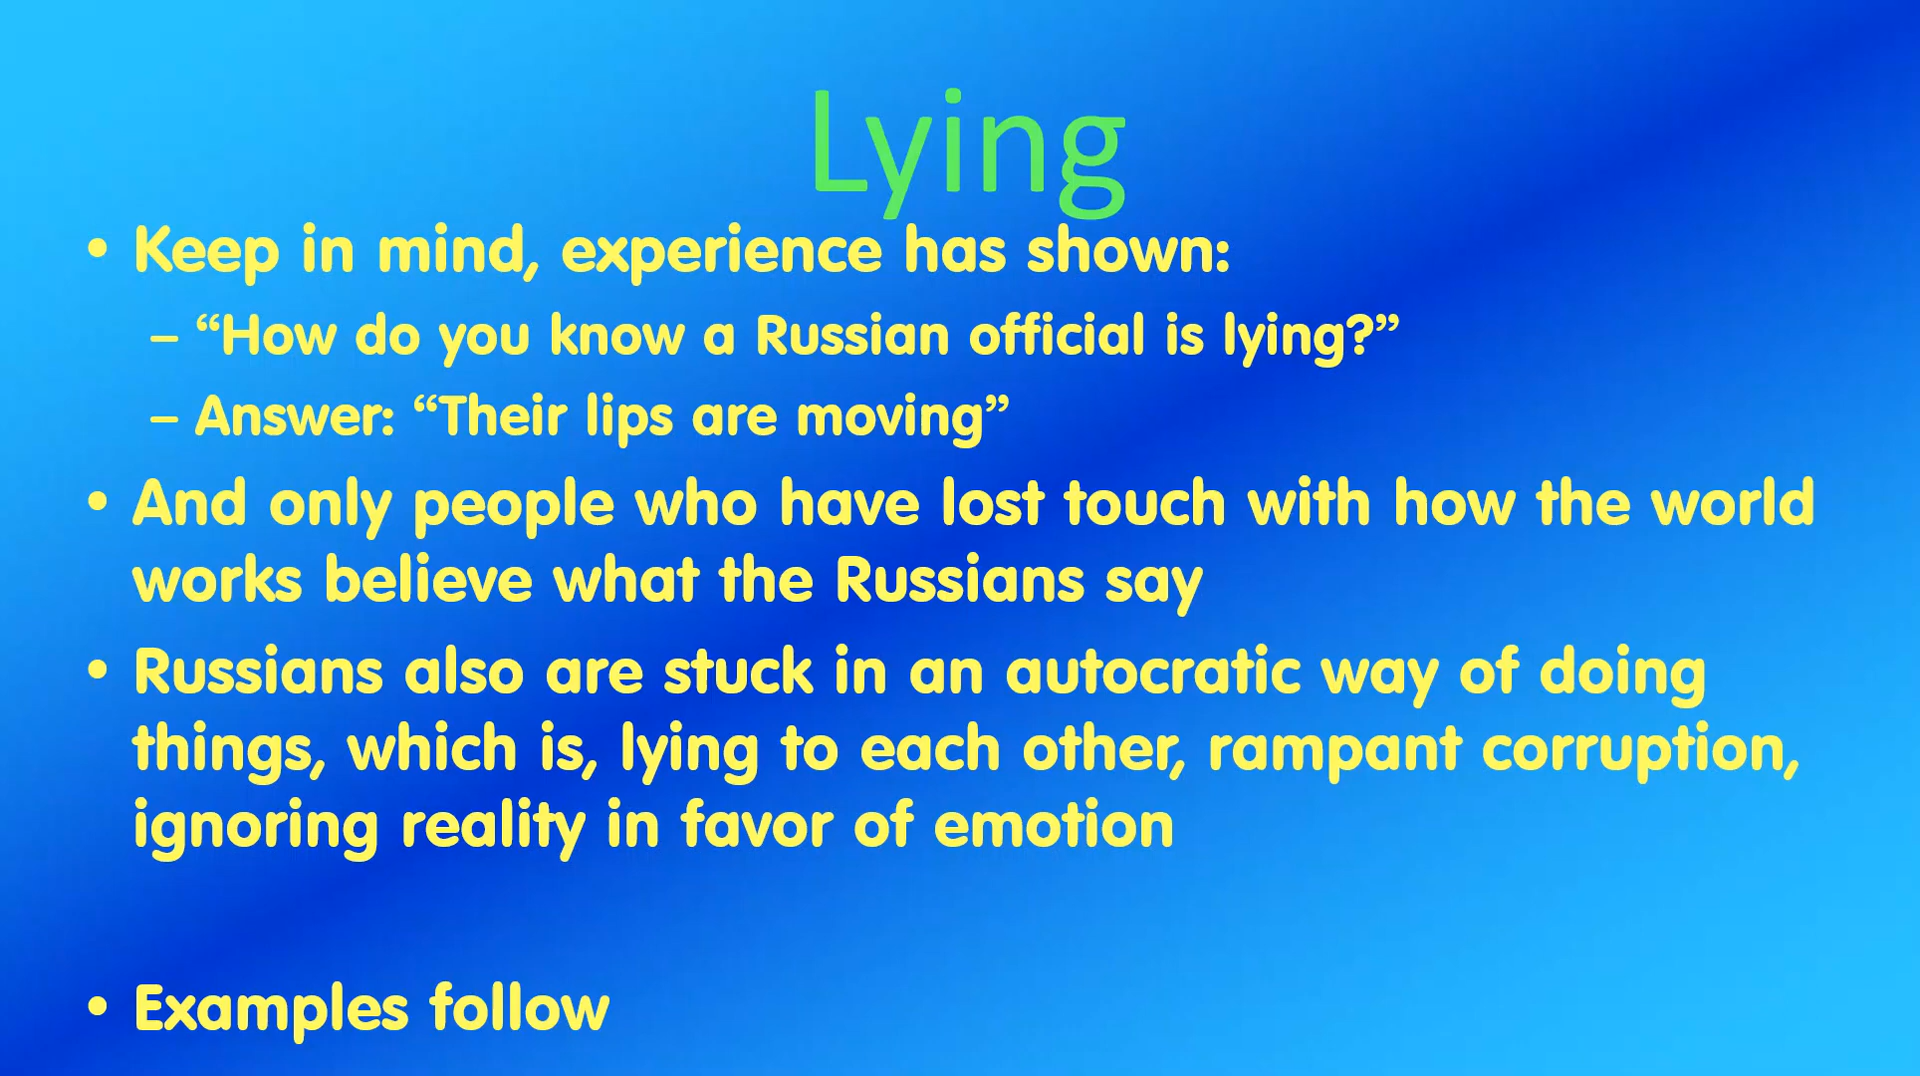 Lying
• Keep in mind, experience has shown:
– “How do you know a Russian official is lying?”
– Answer: “Their lips are moving”
• And only people who have lost touch with how the world
works believe what the Russians say
• Russians also are stuck in an autocratic way of doing
things, which is, lying to each other, rampant corruption,
ignoring reality in favor of emotion
• Examples follow